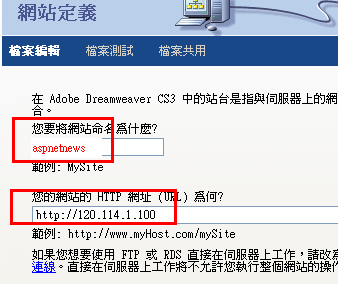 網站定義
檔案編輯 檔案測試 檔案共用
在 Adobe Dreamweaver CS3 中的站台是指與伺服器上的網
合。
您要將網站命名爲什麼?
aspnetnews
範例: MySite
您的網站的 HTTP 網址 (URL) 爲何?
http://120.114.1.100
範例: http://www.myHost.com/mySite
如果您想要使用 FTP 或 RDS 直接在伺服器上工作，請改為
連線。直接在伺服器上工作將不允許您執行整個網站的操作